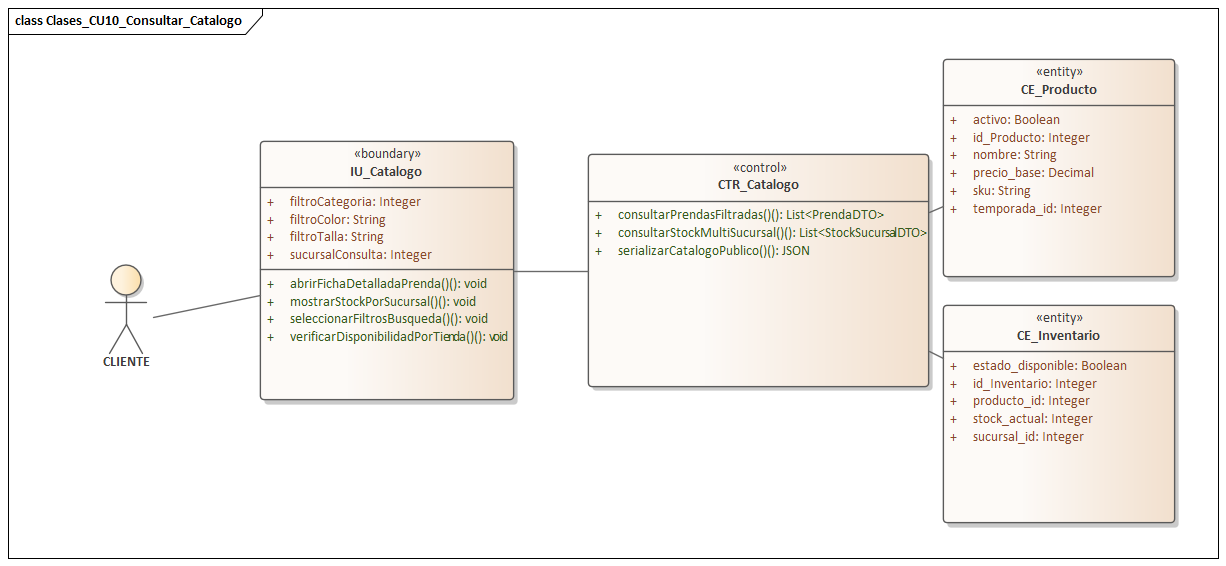 class Clases_CU10_Consultar_Catalogo
«boundary»
IU_Catalogo
+ filtroCategoria: Integer
+ filtroColor: String
+ filtroTalla: String
+ sucursalConsulta: Integer
+ abrirFichaDetalladaPrenda()(): void
+ mostrarStockPorSucursal()(): void
+ seleccionarFiltrosBusqueda()(): void
+ verificarDisponibilidadPorTienda()(): void
CLIENTE
«control»
CTR_Catalogo
+ consultarPrendasFiltradas()(): List<PrendaDTO>
+ consultarStockMultiSucursal()(): List<StockSucursalDTO>
+ serializarCatalogoPublico()(): JSON
«entity»
CE_Producto
+ activo: Boolean
+ id_Producto: Integer
+ nombre: String
+ precio_base: Decimal
+ sku: String
+ temporada_id: Integer
«entity»
CE_Inventario
+ estado_disponible: Boolean
+ id_Inventario: Integer
+ producto_id: Integer
+ stock_actual: Integer
+ sucursal_id: Integer